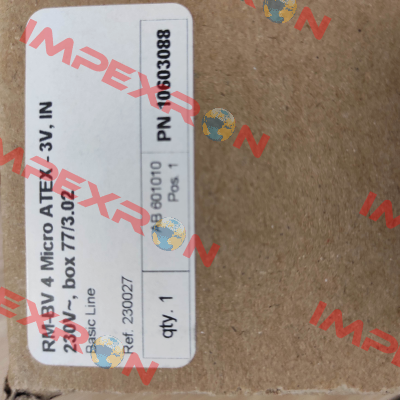 RM-BV 4 Micro ATEX - 3V, IN
230V~, box 77/3.02
Basic Line
Ref. 230027
qty. 1
AB 601010
Pos. 1
PN 10603088
IMPEXRON
IMPEXRON
IMPEXRON